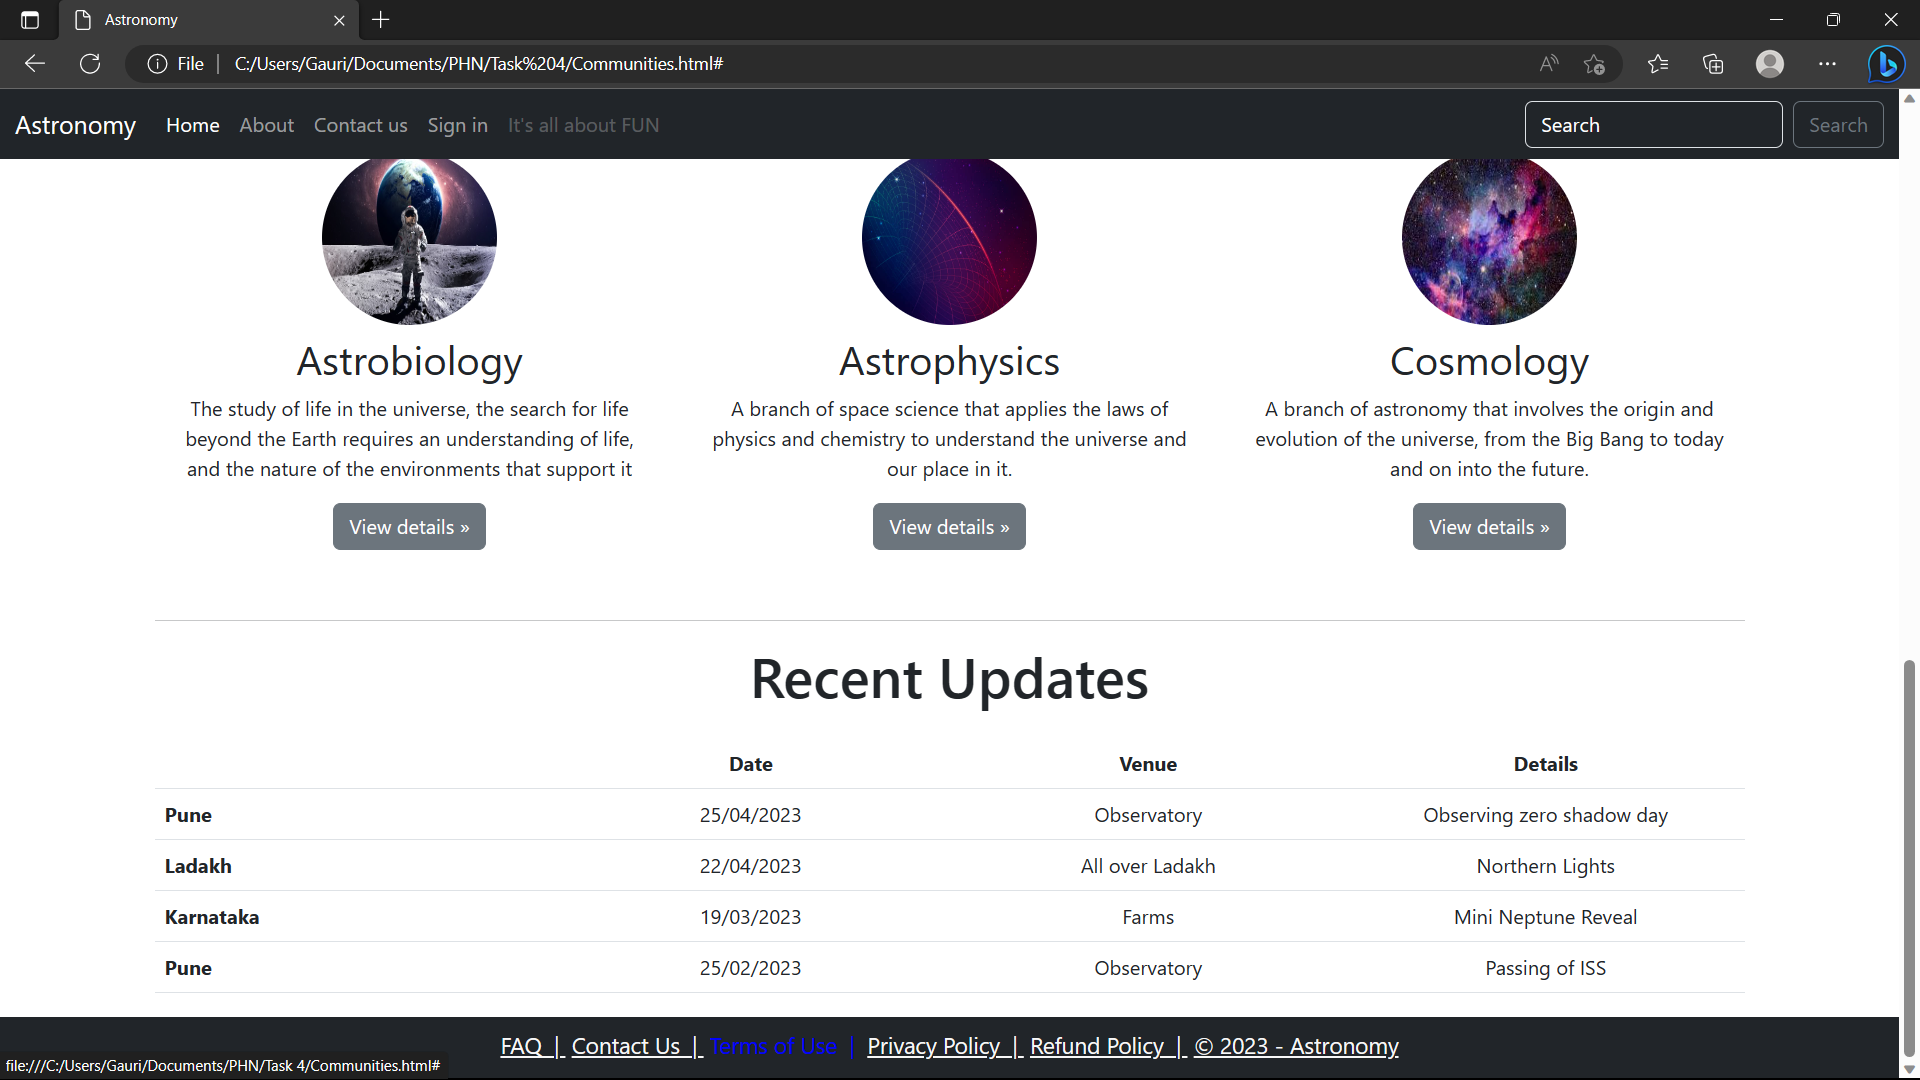 Astronomy
File | C:/Users/Gauri/Documents/PHN/Task%204/Communities.html#
Astronomy Home About Contact us Sign in It's all about FUN Search Search
Astrobiology
The study of life in the universe, the search for life
beyond the Earth requires an understanding of life,
and the nature of the environments that support it
View details »
Astrophysics
A branch of space science that applies the laws of
physics and chemistry to understand the universe and
our place in it.
View details »
Cosmology
A branch of astronomy that involves the origin and
evolution of the universe, from the Big Bang to today
and on into the future.
View details »
Recent Updates
Date Venue Details
Pune 25/04/2023 Observatory Observing zero shadow day
Ladakh 22/04/2023 All over Ladakh Northern Lights
Karnataka 19/03/2023 Farms Mini Neptune Reveal
Pune 25/02/2023 Observatory Passing of ISS
FAQ | Contact Us | Terms of Use | Privacy Policy | Refund Policy | © 2023 - Astronomy
file:///C:/Users/Gauri/Documents/PHN/Task 4/Communities.html#